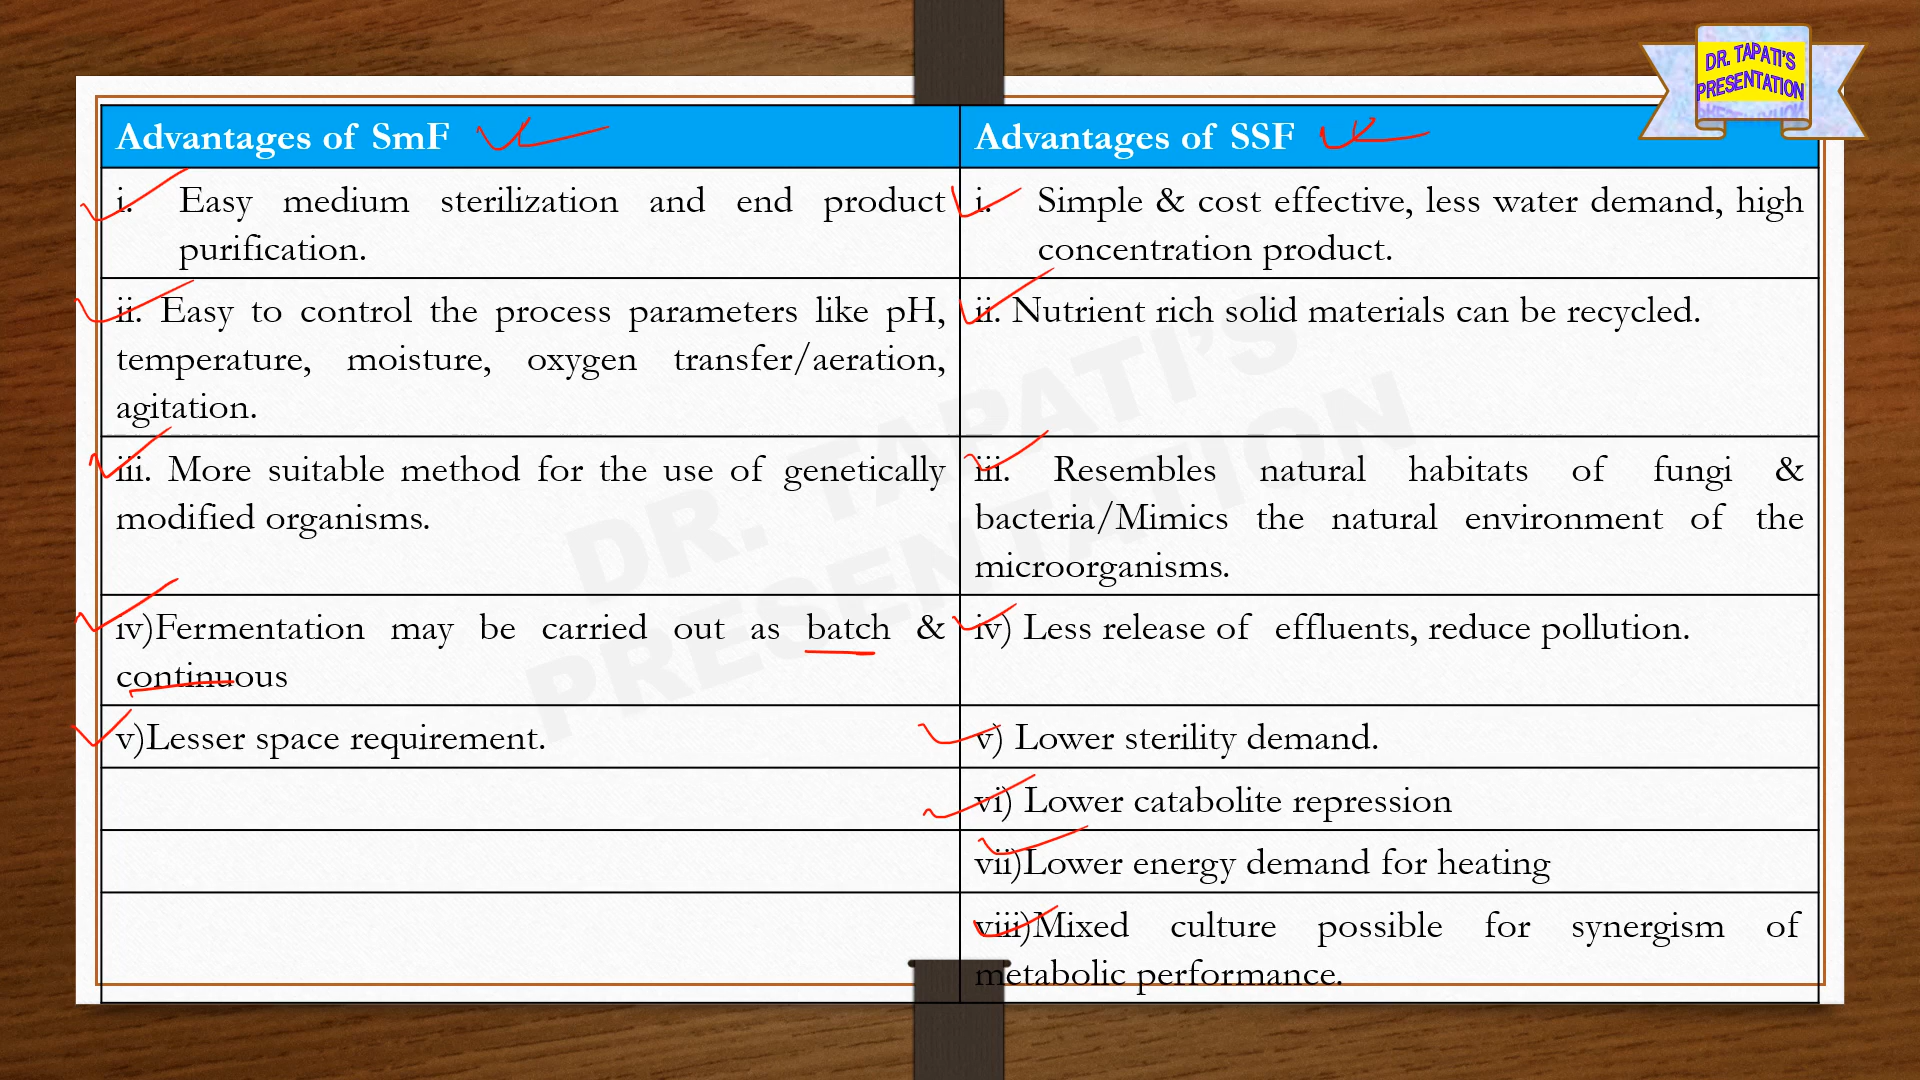 DR. TAPATI'S
PRESENTATION
Advantages of SmF
Advantages of SSF
i. Easy medium sterilization and end product
purification.
i. Simple & cost effective, less water demand, high
concentration product.
ii. Easy to control the process parameters like pH,
temperature, moisture, oxygen transfer/aeration,
agitation.
ii. Nutrient rich solid materials can be recycled.
iii. More suitable method for the use of genetically
modified organisms.
iii. Resembles natural habitats of fungi &
bacteria/Mimics the natural environment of the
microorganisms.
iv)Fermentation may be carried out as batch &
continuous
iv) Less release of effluents, reduce pollution.
v)Lesser space requirement.
v) Lower sterility demand.
vi) Lower catabolite repression
vii)Lower energy demand for heating
viii)Mixed culture possible for synergism of
metabolic performance.
DR. TAPATI'S
PRESENTATION